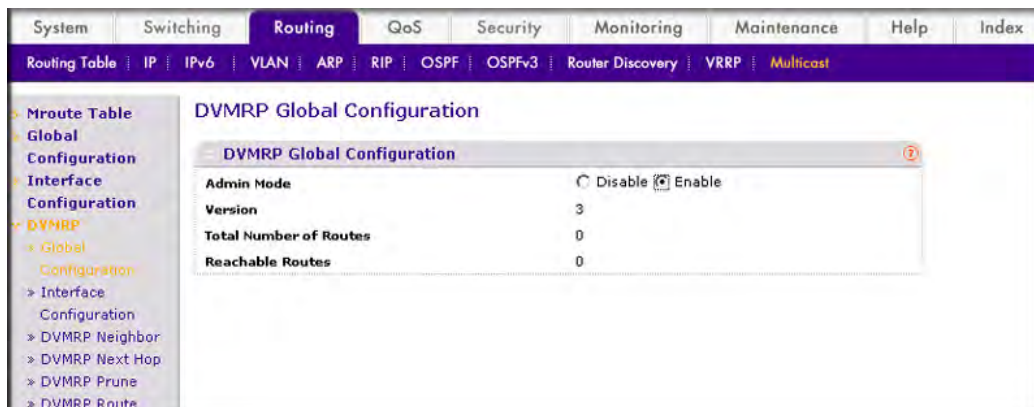 System Switching Routing QoS Security Monitoring Maintenance Help Index
Routing Table IP IPv6 VLAN ARP RIP OSPF OSPFv3 Router Discovery VRRP Multicast
Mroute Table
Global
Configuration
Interface
Configuration
DVMRP
» Global
Configuration
» Interface
Configuration
» DVMRP Neighbor
» DVMRP Next Hop
» DVMRP Prune
» DVMRP Route
DVMRP Global Configuration
DVMRP Global Configuration ?
Admin Mode Disable Enable
Version 3
Total Number of Routes 0
Reachable Routes 0